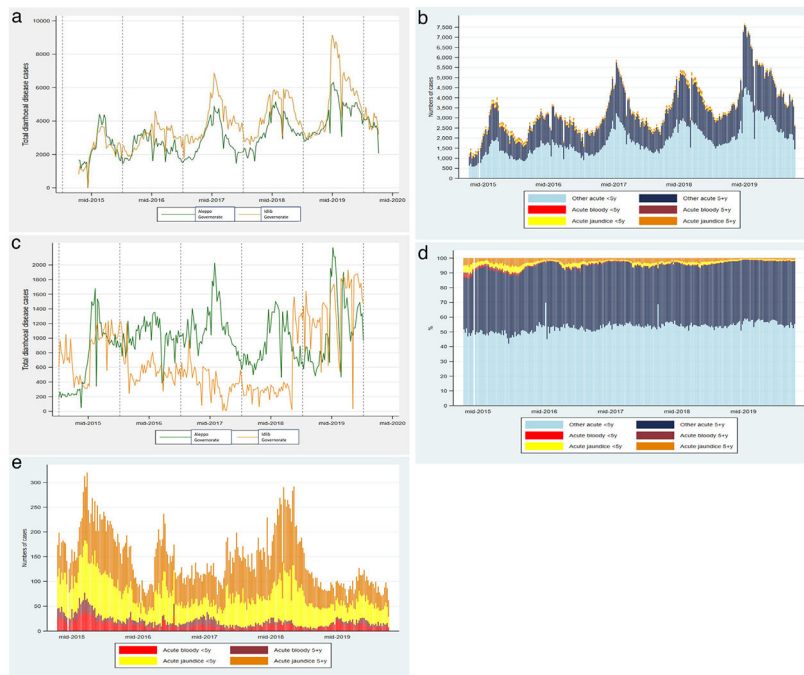 a
Total diarrhoeal disease cases
10000
8000
6000
4000
2000
0
mid-2015
mid-2016
mid-2017
mid-2018
mid-2019
mid-2020
Aleppo
Governorate
Idlib
Governorate
b
Numbers of cases
7,500
7,000
6,500
6,000
5,500
5,000
4,500
4,000
3,500
3,000
2,500
2,000
1,500
1,000
500
0
mid-2015
mid-2016
mid-2017
mid-2018
mid-2019
Other acute <5y
Other acute 5+y
Acute bloody <5y
Acute bloody 5+y
Acute jaundice <5y
Acute jaundice 5+y
c
Total diarrhoeal disease cases
2000
1800
1600
1400
1200
1000
800
600
400
200
0
mid-2015
mid-2016
mid-2017
mid-2018
mid-2019
Aleppo
Governorate
Idlib
Governorate
d
%
100
90
80
70
60
50
40
30
20
10
0
mid-2015
mid-2016
mid-2017
mid-2018
mid-2019
Other acute <5y
Other acute 5+y
Acute bloody <5y
Acute bloody 5+y
Acute jaundice <5y
Acute jaundice 5+y
e
Numbers of cases
300
250
200
150
100
50
0
mid-2015
mid-2016
mid-2017
mid-2018
mid-2019
Acute bloody <5y
Acute bloody 5+y
Acute jaundice <5y
Acute jaundice 5+y